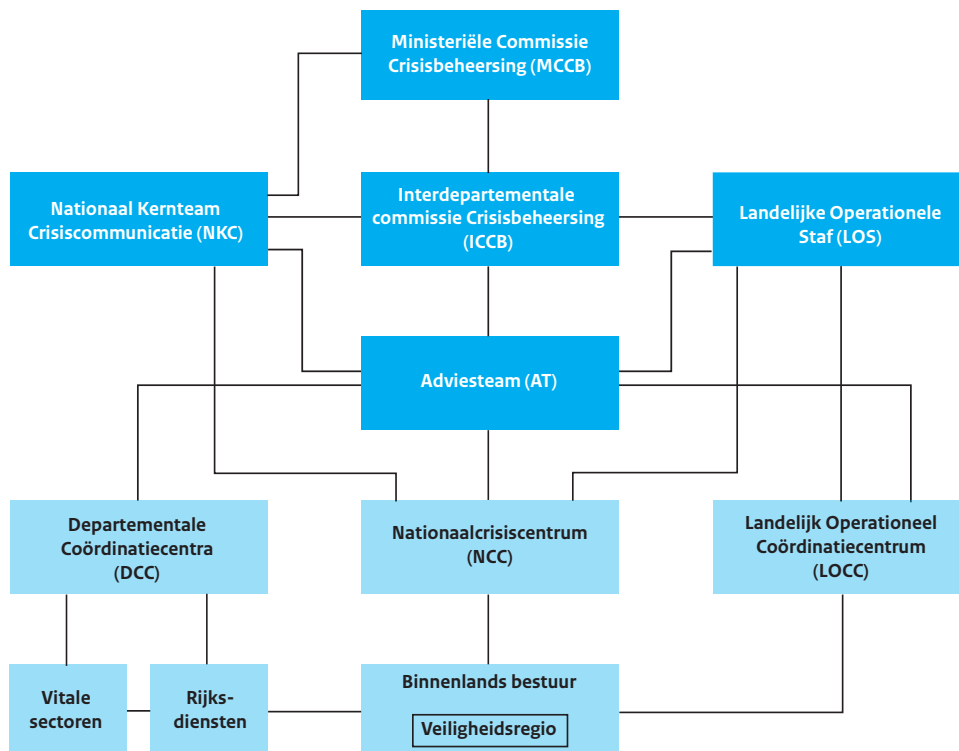 Ministeriële Commissie
Crisisbeheersing (MCCB)
Nationaal Kernteam
Crisiscommunicatie (NKC)
Interdepartementale
commissie Crisisbeheersing
(ICCB)
Landelijke Operationele
Staf (LOS)
Adviesteam (AT)
Departementale
Coördinatiecentra
(DCC)
Nationaalcrisiscentrum
(NCC)
Landelijk Operationeel
Coördinatiecentrum
(LOCC)
Vitale
sectoren
Rijks-
diensten
Binnenlands bestuur
Veiligheidsregio